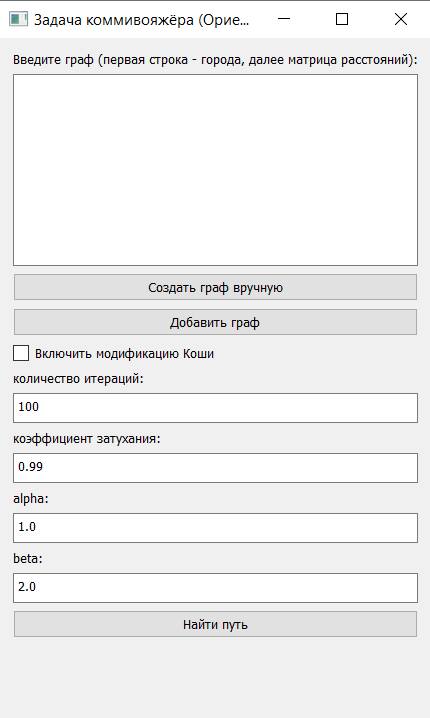 Задача коммивояжёра (Орие...
Введите граф (первая строка - города, далее матрица расстояний):
Создать граф вручную
Добавить граф
Включить модификацию Коши
количество итераций:
100
коэффициент затухания:
0.99
alpha:
1.0
beta:
2.0
Найти путь